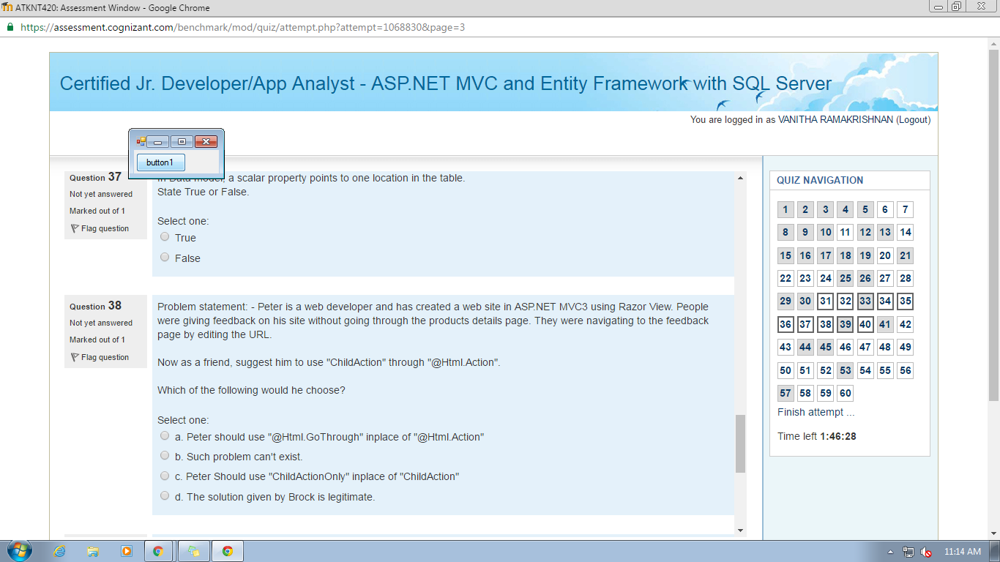 ATKNT420: Assessment Window - Google Chrome
https://assessment.cognizant.com/benchmark/mod/quiz/attempt.php?attempt=1068830&page=3
Certified Jr. Developer/App Analyst - ASP.NET MVC and Entity Framework with SQL Server
You are logged in as VANITHA RAMAKRISHNAN (Logout)
button1
Question 37
Not yet answered
Marked out of 1
Flag question
In Data model, a scalar property points to one location in the table.
State True or False.
Select one:
True
False
Question 38
Not yet answered
Marked out of 1
Flag question
Problem statement: - Peter is a web developer and has created a web site in ASP.NET MVC3 using Razor View. People
were giving feedback on his site without going through the products details page. They were navigating to the feedback
page by editing the URL.
Now as a friend, suggest him to use "ChildAction" through "@Html.Action".
Which of the following would he choose?
Select one:
a. Peter should use "@Html.GoThrough" inplace of "@Html.Action"
b. Such problem can't exist.
c. Peter Should use "ChildActionOnly" inplace of "ChildAction"
d. The solution given by Brock is legitimate.
QUIZ NAVIGATION
1 2 3 4 5 6 7
8 9 10 11 12 13 14
15 16 17 18 19 20 21
22 23 24 25 26 27 28
29 30 31 32 33 34 35
36 37 38 39 40 41 42
43 44 45 46 47 48 49
50 51 52 53 54 55 56
57 58 59 60
Finish attempt ...
Time left 1:46:28
11:14 AM